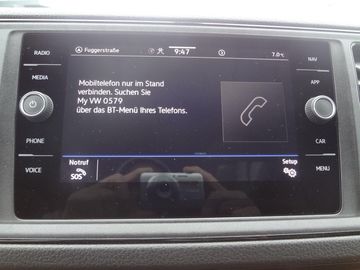 RADIO
Fuggerstraße
9:47
7.0°C
NAV
MEDIA
APP
Mobiltelefon nur im Stand
verbinden. Suchen Sie
My VW 0579
über das BT-Menü Ihres Telefons.
PHONE
CAR
Notruf
SOS
Setup
VOICE
MENU